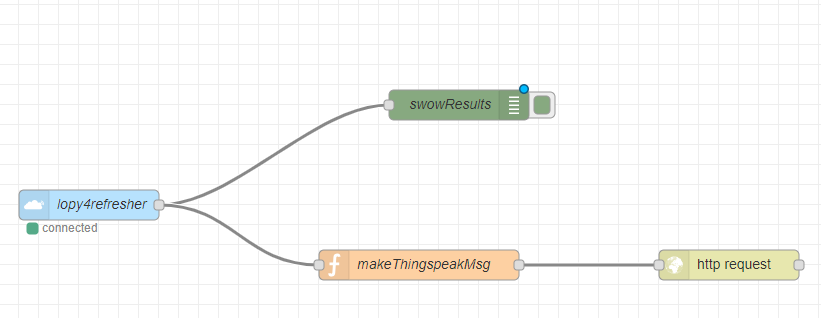 swowResults
lopy4refresher
connected
makeThingspeakMsg
http request